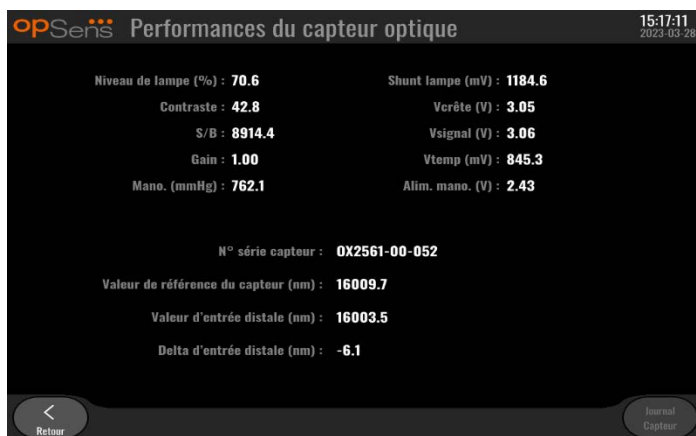 opSens Performances du capteur optique
15:17:11
2023-03-28
Niveau de lampe (%) : 70.6
Contraste : 42.8
S/B : 8914.4
Gain : 1.00
Mano. (mmHg) : 762.1
Shunt lampe (mV) : 1184.6
Vcrête (V) : 3.05
Vsignal (V) : 3.06
Vtemp (mV) : 845.3
Alim. mano. (V) : 2.43
N° série capteur : OX2561-00-052
Valeur de référence du capteur (nm) : 16009.7
Valeur d'entrée distale (nm) : 16003.5
Delta d'entrée distale (nm) : -6.1
Retour
Journal
Capteur